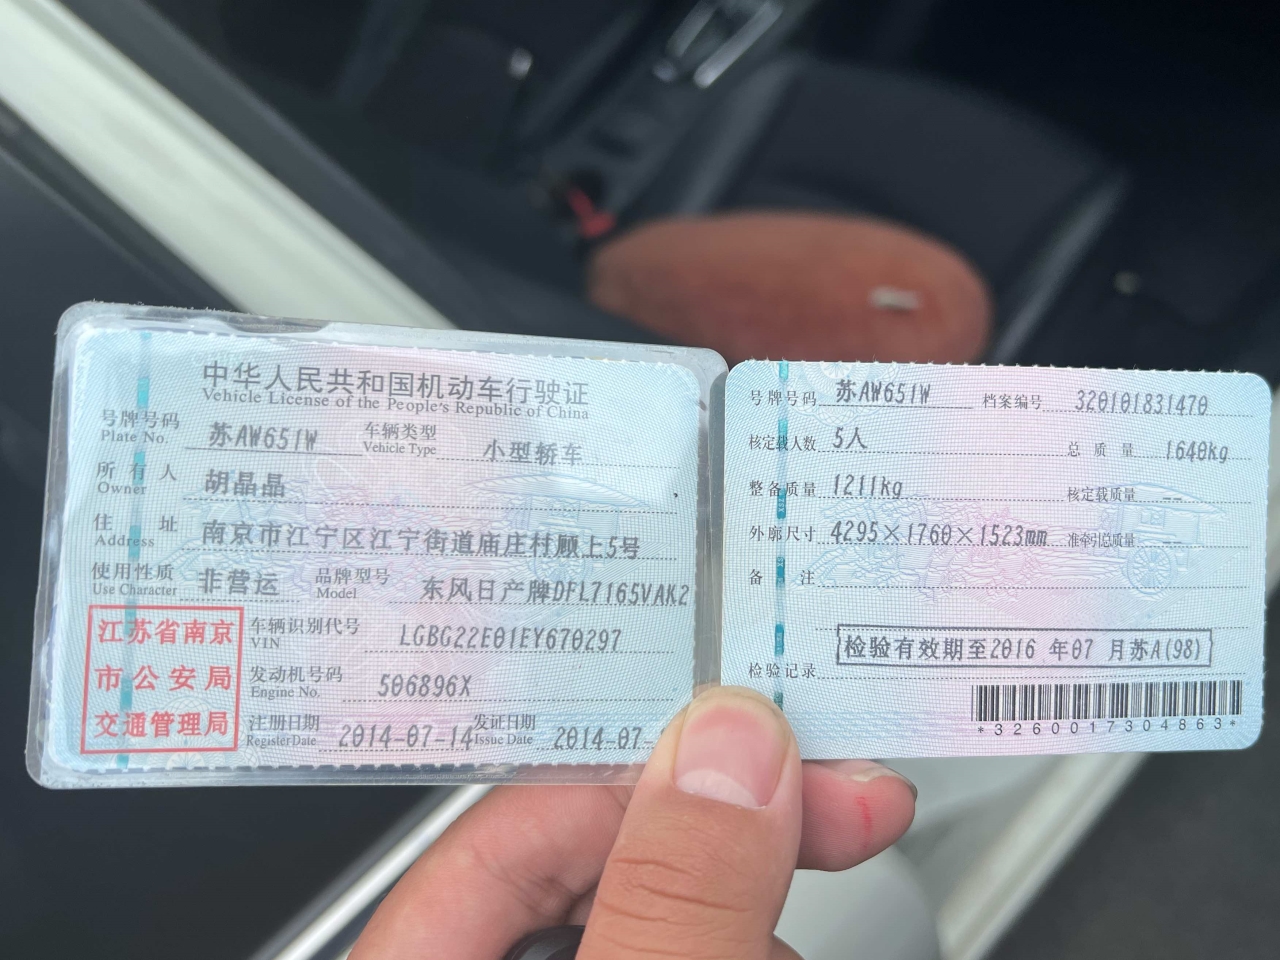 中华人民共和国机动车行驶证
Vehicle License of the People's Republic of China
号牌号码 苏AW651W 车辆类型 小型轿车
Plate No. Vehicle Type
所有人 胡晶晶
Owner
住址 南京市江宁区江宁街道庙庄村顾上5号
Address
使用性质 非营运 品牌型号 东风日产牌DFL7165VAK2
Use Character Model
江苏省南京
市公安局
交通管理局
车辆识别代号 LGBG22E01EY670297
VIN
发动机号码 506896X
Engine No.
注册日期 2014-07-14 发证日期 2014-07-
Register Date Issue Date
号牌号码 苏AW651W 档案编号 320101831470
核定载人数 5人 总质量 1640kg
整备质量 1211kg 核定载质量 --
外廓尺寸 4295×1760×1523mm 准牵引总质量 --
备注
检验有效期至2016 年07 月苏A(98)
检验记录
*3260017304863*